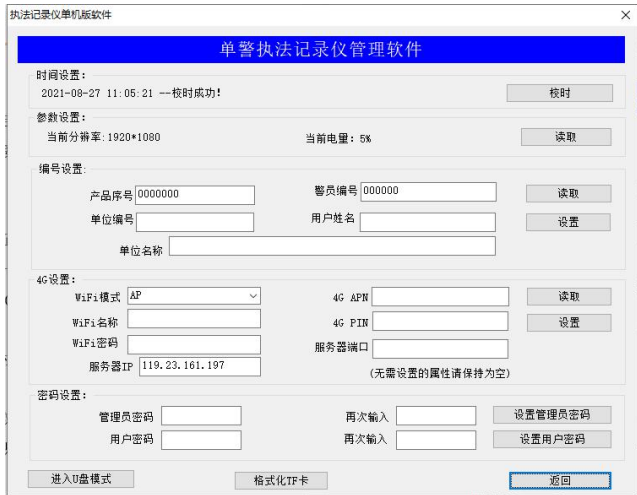 执法记录仪单机版软件
单警执法记录仪管理软件
时间设置:
2021-08-27 11:05:21 --校时成功! 校时
参数设置:
当前分辨率:1920*1080 当前电量: 5% 读取
编号设置:
产品序号 0000000 警员编号 000000 读取
单位编号 用户姓名 设置
单位名称
4G设置:
WiFi模式 AP 4G APN 读取
WiFi名称 4G PIN 设置
WiFi密码 服务器端口
服务器IP 119.23.161.197 (无需设置的属性请保持为空)
密码设置:
管理员密码 再次输入 设置管理员密码
用户密码 再次输入 设置用户密码
进入U盘模式 格式化TF卡 返回